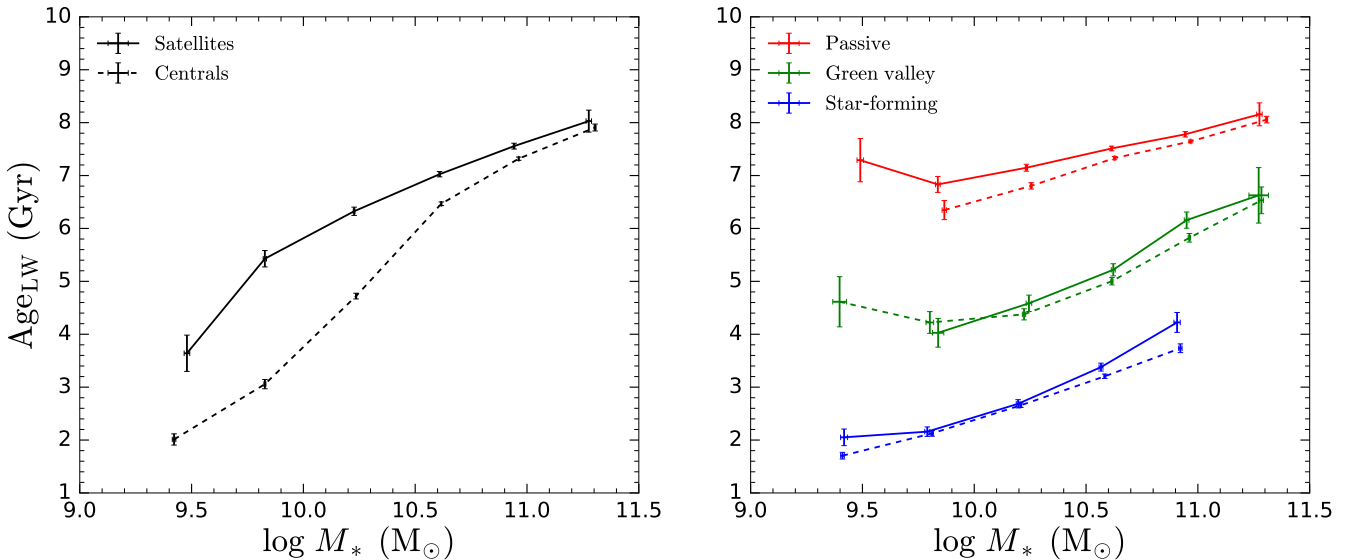 10
9
8
7
6
5
4
3
2
1
Age_LW (Gyr)
Satellites
Centrals
9.0 9.5 10.0 10.5 11.0 11.5
log M_* (M_⊙)
10
9
8
7
6
5
4
3
2
1
Passive
Green valley
Star-forming
9.0 9.5 10.0 10.5 11.0 11.5
log M_* (M_⊙)